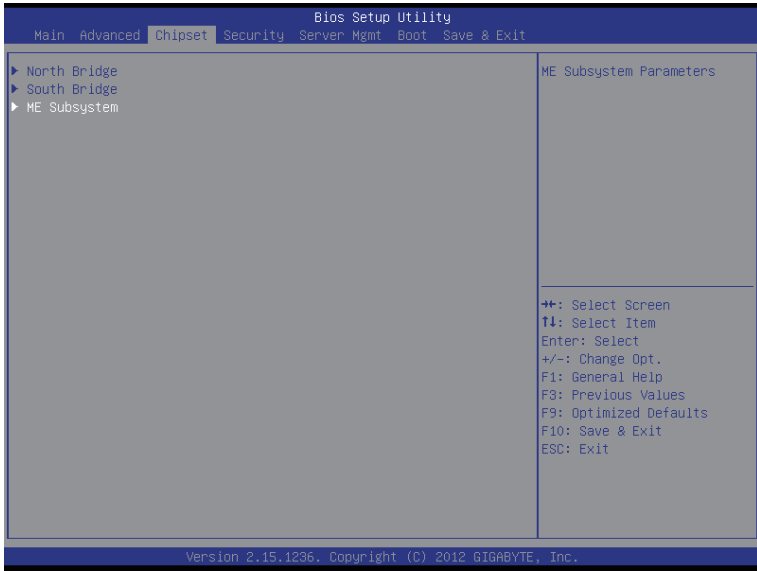 Bios Setup Utility
Main Advanced Chipset Security Server Mgmt Boot Save & Exit
North Bridge
South Bridge
ME Subsystem
ME Subsystem Parameters
→←: Select Screen
↑↓: Select Item
Enter: Select
+/-: Change Opt.
F1: General Help
F3: Previous Values
F9: Optimized Defaults
F10: Save & Exit
ESC: Exit
Version 2.15.1236. Copyright (C) 2012 GIGABYTE, Inc.